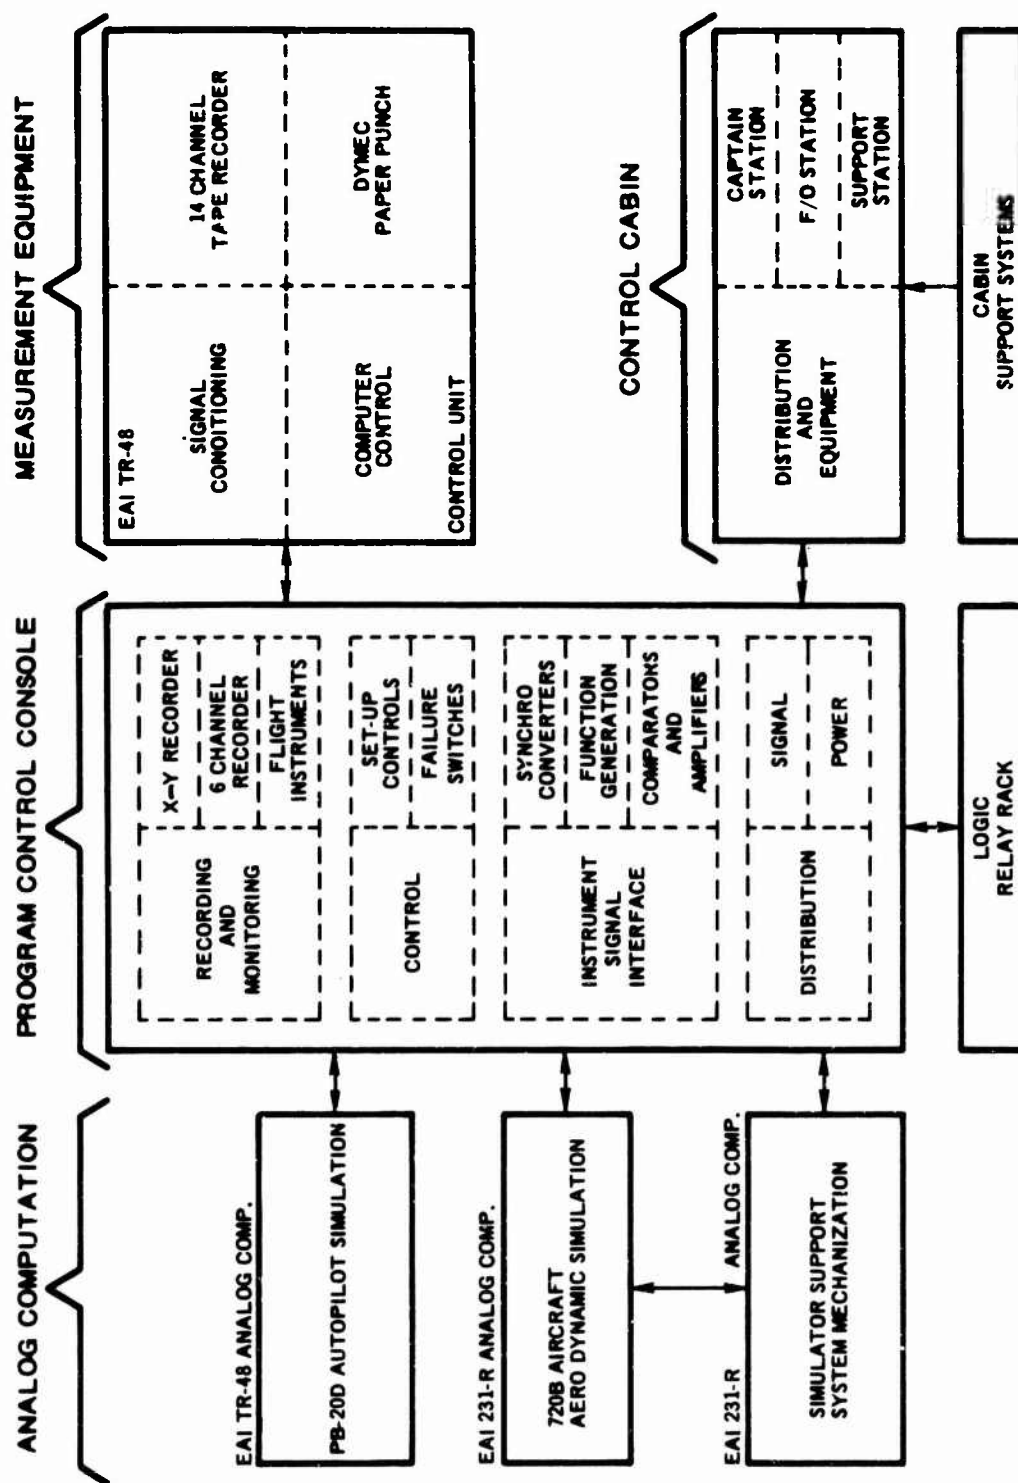 ANALOG COMPUTATION
EAI TR-48 ANALOG COMP.
PB-20D AUTOPILOT SIMULATION
EAI 231-R ANALOG COMP.
720B AIRCRAFT
AERO DYNAMIC SIMULATION
EAI 231-R ANALOG COMP.
SIMULATOR SUPPORT
SYSTEM MECHANIZATION
PROGRAM CONTROL CONSOLE
RECORDING
AND
MONITORING
X-Y RECORDER
6 CHANNEL
RECORDER
FLIGHT
INSTRUMENTS
CONTROL
SET-UP
CONTROLS
FAILURE
SWITCHES
INSTRUMENT
SIGNAL
INTERFACE
SYNCHRO
CONVERTERS
FUNCTION
GENERATION
COMPARATONS
AND
AMPLIFIERS
DISTRIBUTION
SIGNAL
POWER
LOGIC
RELAY RACK
MEASUREMENT EQUIPMENT
EAI TR-48
SIGNAL
CONDITIONING
14 CHANNEL
TAPE RECORDER
COMPUTER
CONTROL
DYMEC
PAPER PUNCH
CONTROL UNIT
CONTROL CABIN
DISTRIBUTION
AND
EQUIPMENT
CAPTAIN
STATION
F/O STATION
SUPPORT
STATION
CABIN
SUPPORT SYSTEMS